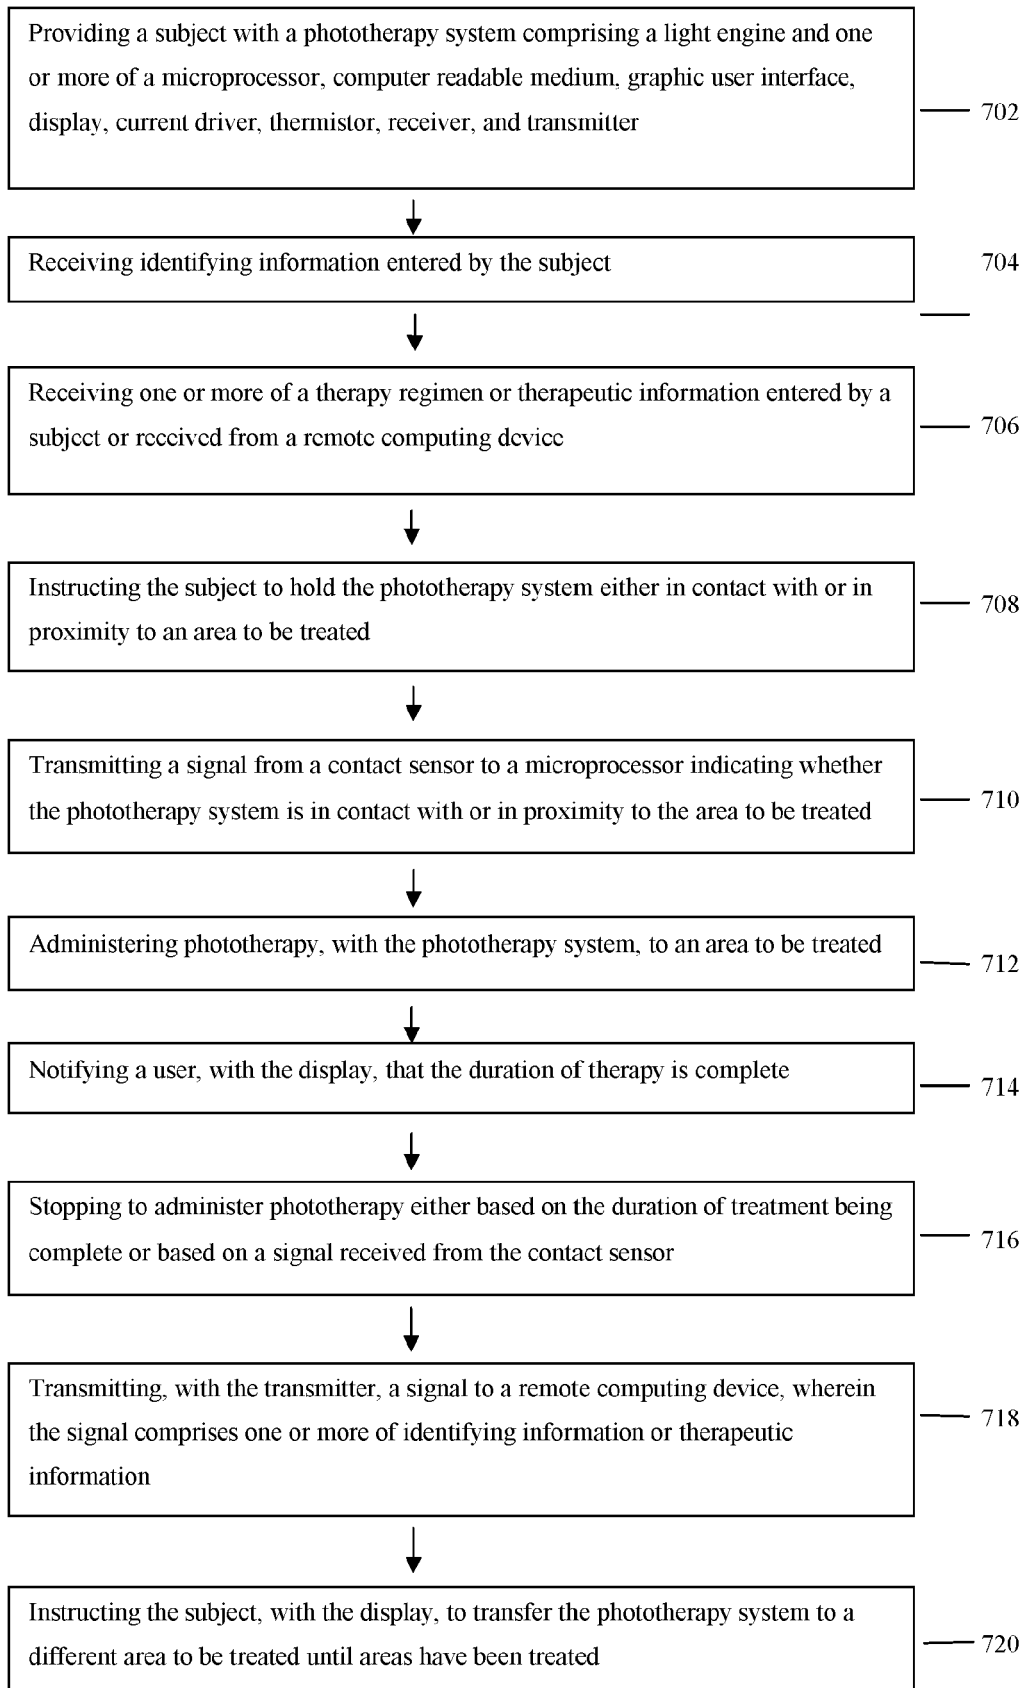 Providing a subject with a phototherapy system comprising a light engine and one
or more of a microprocessor, computer readable medium, graphic user interface,
display, current driver, thermistor, receiver, and transmitter
702
Receiving identifying information entered by the subject
704
Receiving one or more of a therapy regimen or therapeutic information entered by a
subject or received from a remote computing device
706
Instructing the subject to hold the phototherapy system either in contact with or in
proximity to an area to be treated
708
Transmitting a signal from a contact sensor to a microprocessor indicating whether
the phototherapy system is in contact with or in proximity to the area to be treated
710
Administering phototherapy, with the phototherapy system, to an area to be treated
712
Notifying a user, with the display, that the duration of therapy is complete
714
Stopping to administer phototherapy either based on the duration of treatment being
complete or based on a signal received from the contact sensor
716
Transmitting, with the transmitter, a signal to a remote computing device, wherein
the signal comprises one or more of identifying information or therapeutic
information
718
Instructing the subject, with the display, to transfer the phototherapy system to a
different area to be treated until areas have been treated
720